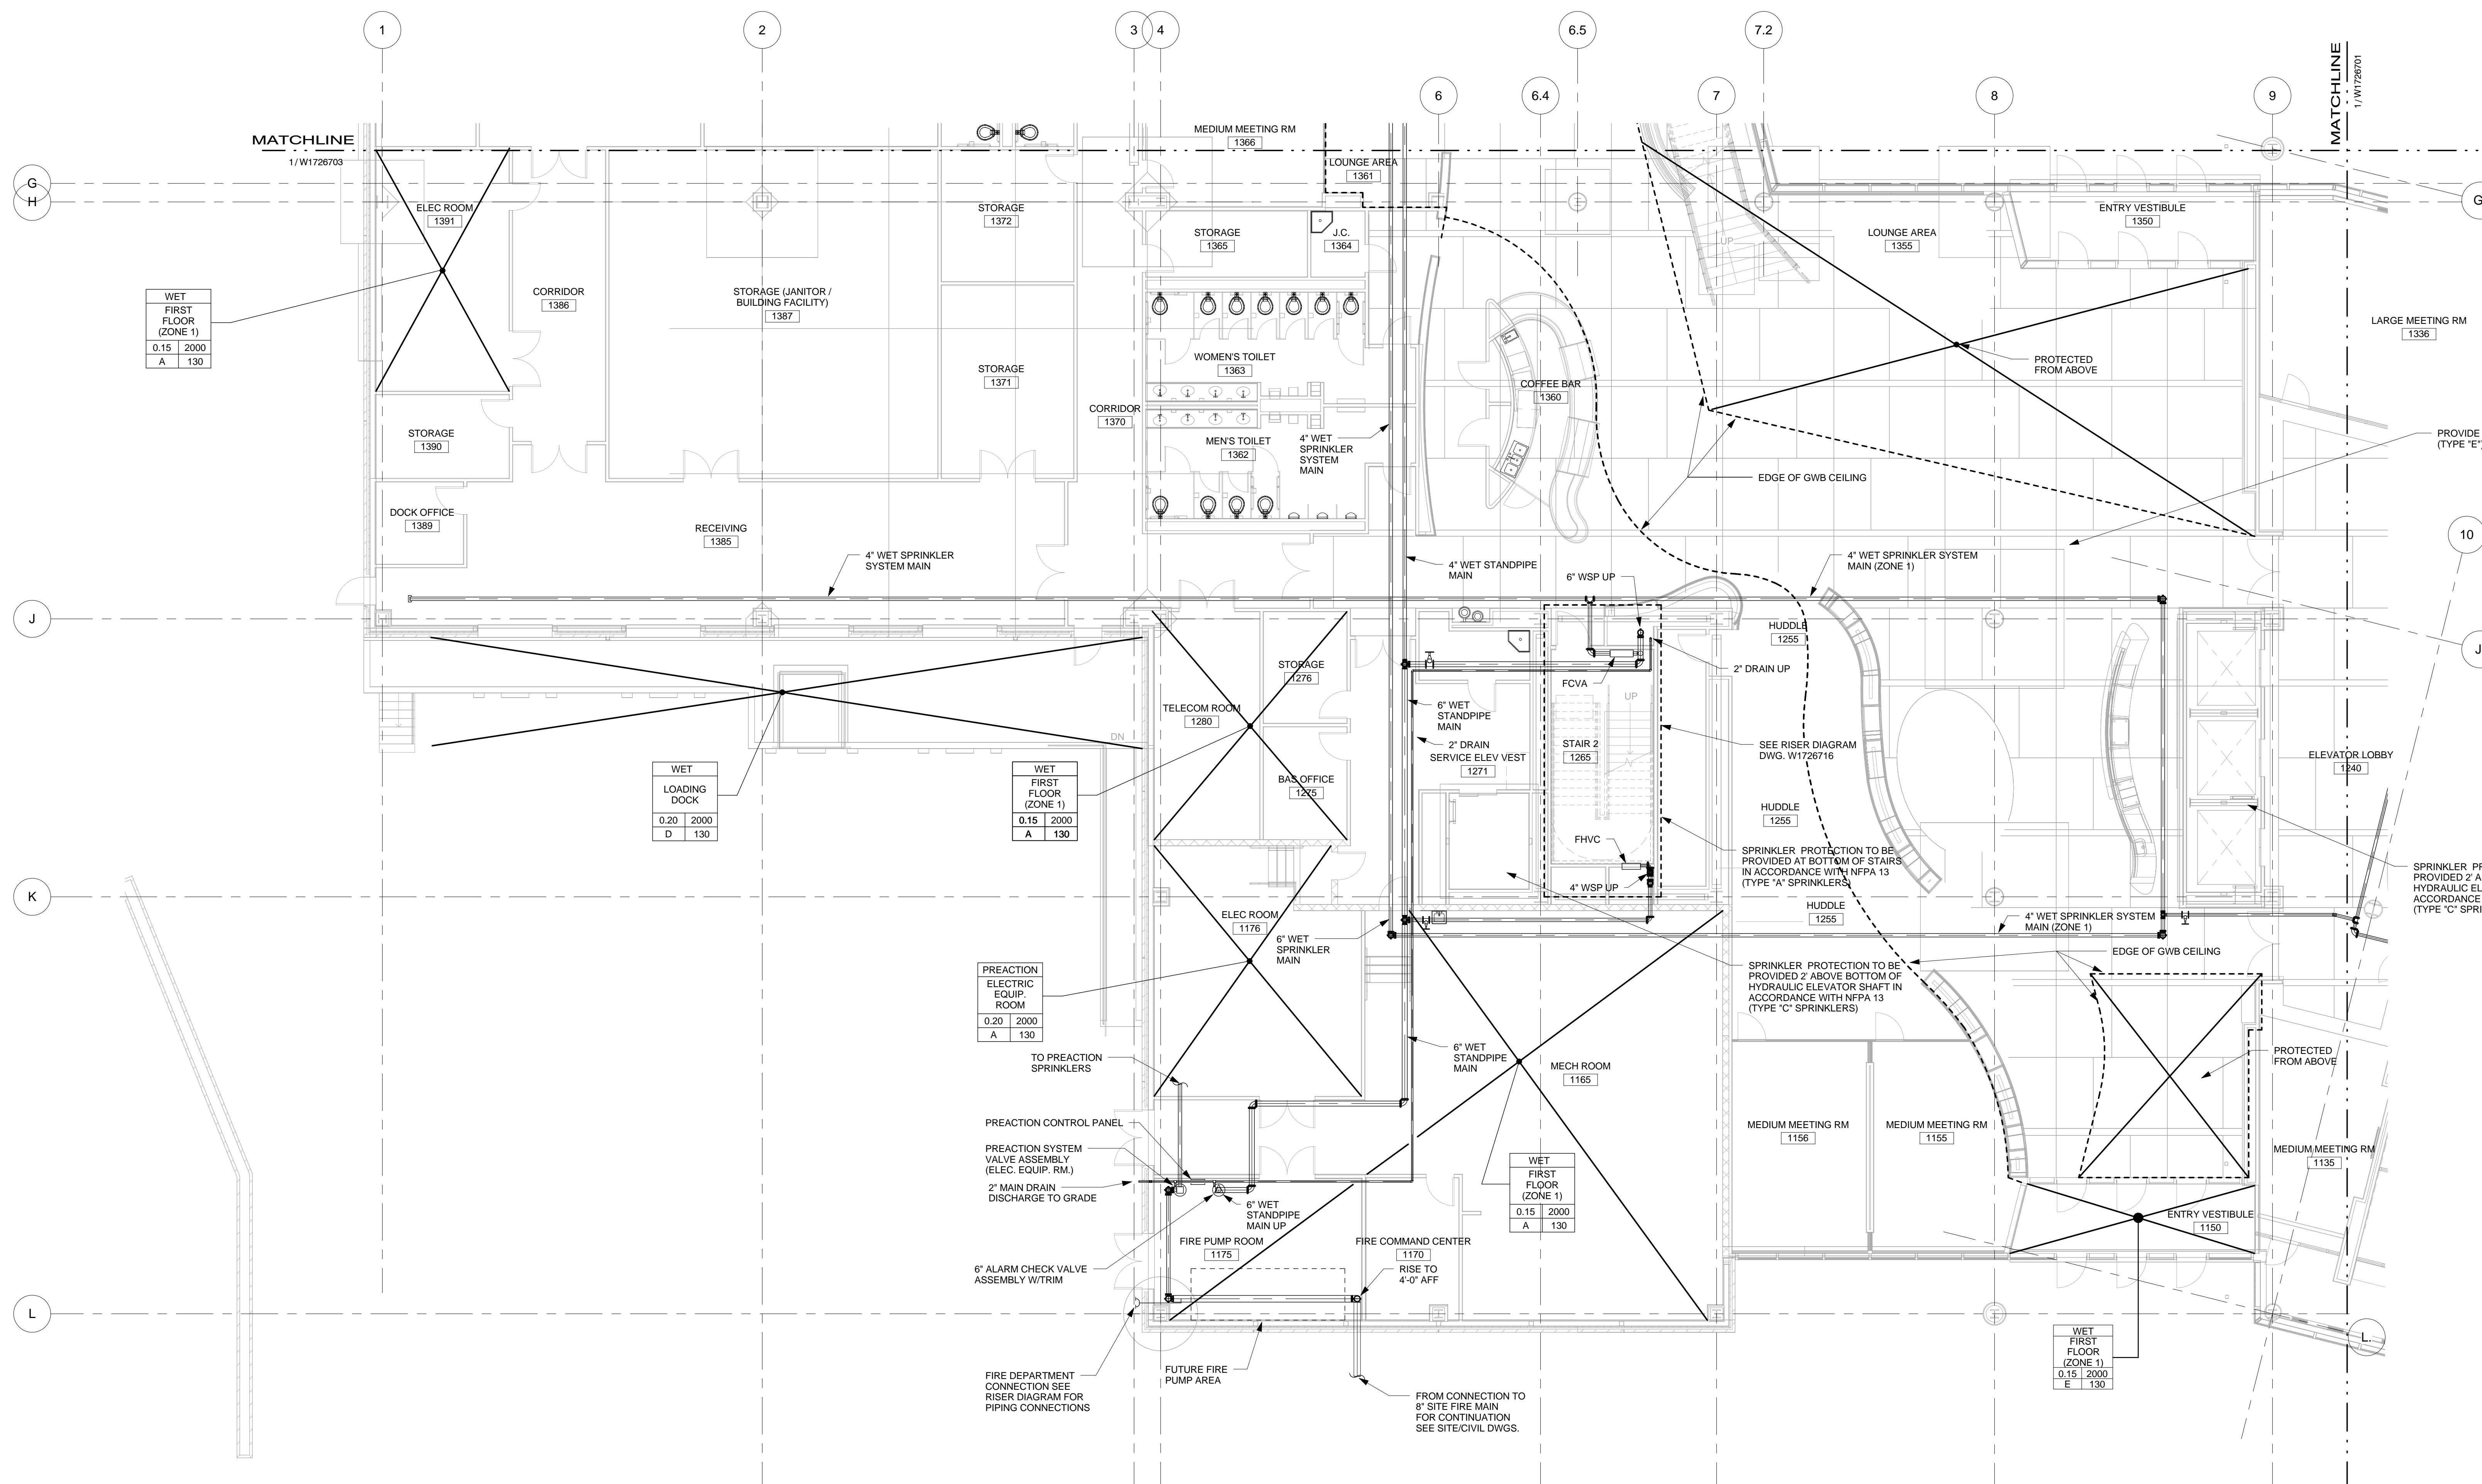 1
2
3
4
6
6.4
6.5
7
7.2
8
9
10
G
H
J
K
L
G
J
L.
MATCHLINE
1 / W1726703
MATCHLINE
1 / W1726701
MEDIUM MEETING RM
1366
LOUNGE AREA
1361
ELEC ROOM
1391
STORAGE
1372
STORAGE
1365
J.C.
1364
UP
LOUNGE AREA
1355
ENTRY VESTIBULE
1350
WET
FIRST
FLOOR
(ZONE 1)
0.15 2000
A 130
CORRIDOR
1386
STORAGE (JANITOR /
BUILDING FACILITY)
1387
LARGE MEETING RM
1336
WOMEN'S TOILET
1363
STORAGE
1371
PROTECTED
FROM ABOVE
COFFEE BAR
1360
CORRIDOR
1370
STORAGE
1390
MEN'S TOILET
1362
4" WET
SPRINKLER
SYSTEM
MAIN
PROVIDE
(TYPE "E")
EDGE OF GWB CEILING
DOCK OFFICE
1389
RECEIVING
1385
4" WET SPRINKLER
SYSTEM MAIN
4" WET STANDPIPE
MAIN
6" WSP UP
4" WET SPRINKLER SYSTEM
MAIN (ZONE 1)
HUDDLE
1255
STORAGE
1276
2" DRAIN UP
FCVA
UP
TELECOM ROOM
1280
6" WET
STANDPIPE
MAIN
DN
2" DRAIN
SERVICE ELEV VEST
1271
STAIR 2
1265
SEE RISER DIAGRAM
DWG. W1726716
ELEVATOR LOBBY
1240
WET
LOADING
DOCK
0.20 2000
D 130
WET
FIRST
FLOOR
(ZONE 1)
0.15 2000
A 130
BAS OFFICE
1275
HUDDLE
1255
FHVC
SPRINKLER PROTECTION TO BE
PROVIDED AT BOTTOM OF STAIRS
IN ACCORDANCE WITH NFPA 13
(TYPE "A" SPRINKLERS)
4" WSP UP
SPRINKLER PR
PROVIDED 2' A
HYDRAULIC EL
ACCORDANCE
(TYPE "C" SPRI
HUDDLE
1255
ELEC ROOM
1176
4" WET SPRINKLER SYSTEM
MAIN (ZONE 1)
6" WET
SPRINKLER
MAIN
EDGE OF GWB CEILING
PREACTION
ELECTRIC
EQUIP.
ROOM
0.20 2000
A 130
SPRINKLER PROTECTION TO BE
PROVIDED 2' ABOVE BOTTOM OF
HYDRAULIC ELEVATOR SHAFT IN
ACCORDANCE WITH NFPA 13
(TYPE "C" SPRINKLERS)
TO PREACTION
SPRINKLERS
6" WET
STANDPIPE
MAIN
MECH ROOM
1165
PROTECTED
FROM ABOVE
PREACTION CONTROL PANEL
MEDIUM MEETING RM
1156
MEDIUM MEETING RM
1155
PREACTION SYSTEM
VALVE ASSEMBLY
(ELEC. EQUIP. RM.)
MEDIUM MEETING RM
1135
2" MAIN DRAIN
DISCHARGE TO GRADE
WET
FIRST
FLOOR
(ZONE 1)
0.15 2000
A 130
6" WET
STANDPIPE
MAIN UP
ENTRY VESTIBULE
1150
FIRE PUMP ROOM
1175
FIRE COMMAND CENTER
1170
RISE TO
4'-0" AFF
6" ALARM CHECK VALVE
ASSEMBLY W/TRIM
WET
FIRST
FLOOR
(ZONE 1)
0.15 2000
E 130
FIRE DEPARTMENT
CONNECTION SEE
RISER DIAGRAM FOR
PIPING CONNECTIONS
FUTURE FIRE
PUMP AREA
FROM CONNECTION TO
8" SITE FIRE MAIN
FOR CONTINUATION
SEE SITE/CIVIL DWGS.